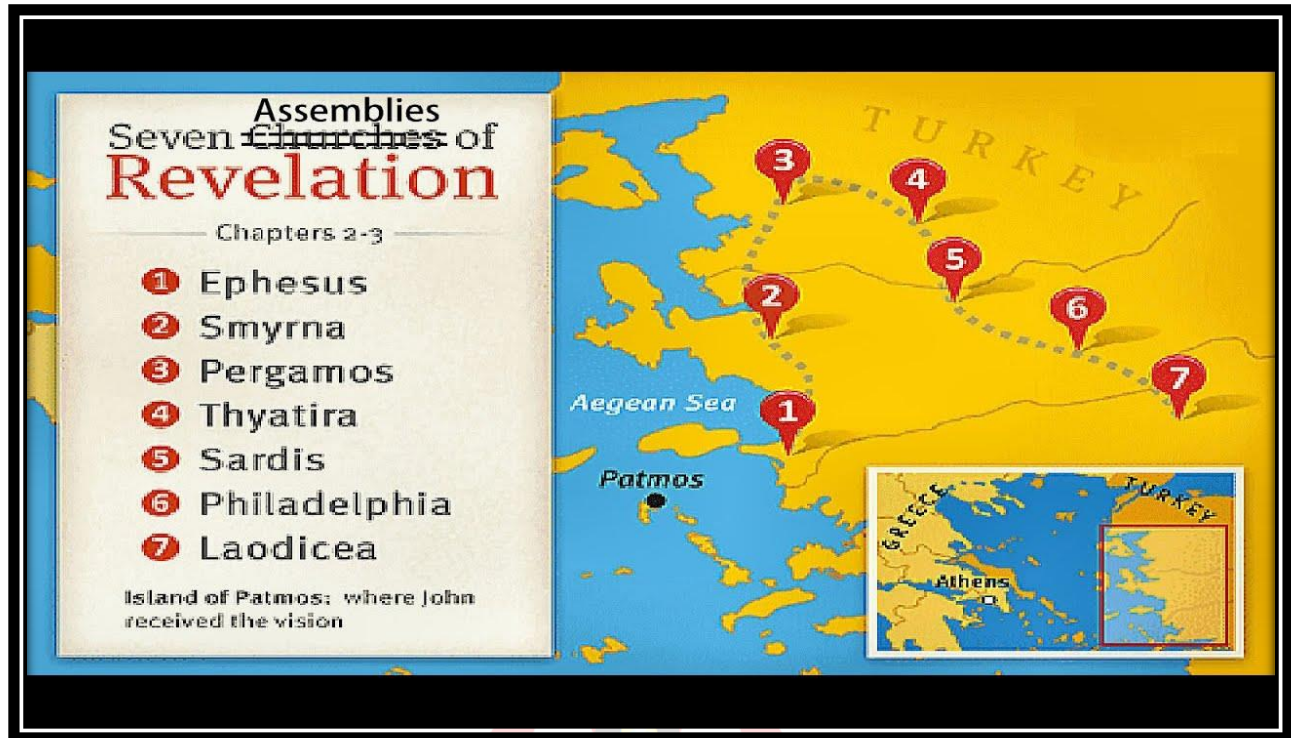 Assemblies
Seven Churches of
Revelation
Chapters 2-3
1 Ephesus
2 Smyrna
3 Pergamos
4 Thyatira
5 Sardis
6 Philadelphia
7 Laodicea
Island of Patmos: where John
received the vision
TURKEY
3
4
5
2
6
7
1
Aegean Sea
Patmos
GREECE
TURKEY
Athens